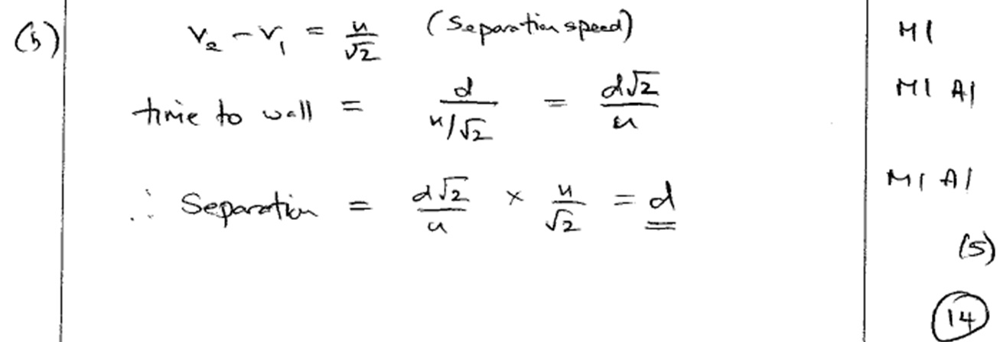 (b) v₂ - v₁ = u/√2 (Separation speed) M1
time to wall = d/(u/√2) = d√2/u M1 A1
∴ Separation = d√2/u × u/√2 = d M1 A1
(5)
14